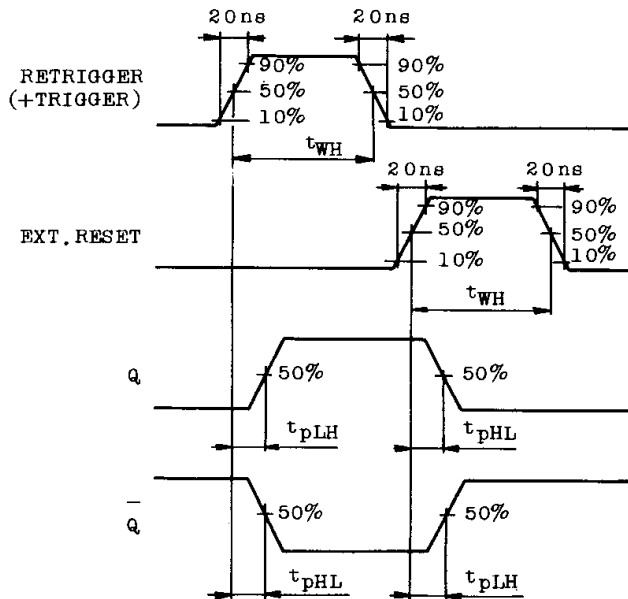 20ns 20ns
RETRIGGER
(+TRIGGER)
90% 90%
50% 50%
10% 10%
tWH
20ns 20ns
EXT.RESET
90% 90%
50% 50%
10% 10%
tWH
Q
50% 50%
tpLH tpHL
Q̅
50% 50%
tpHL tpLH